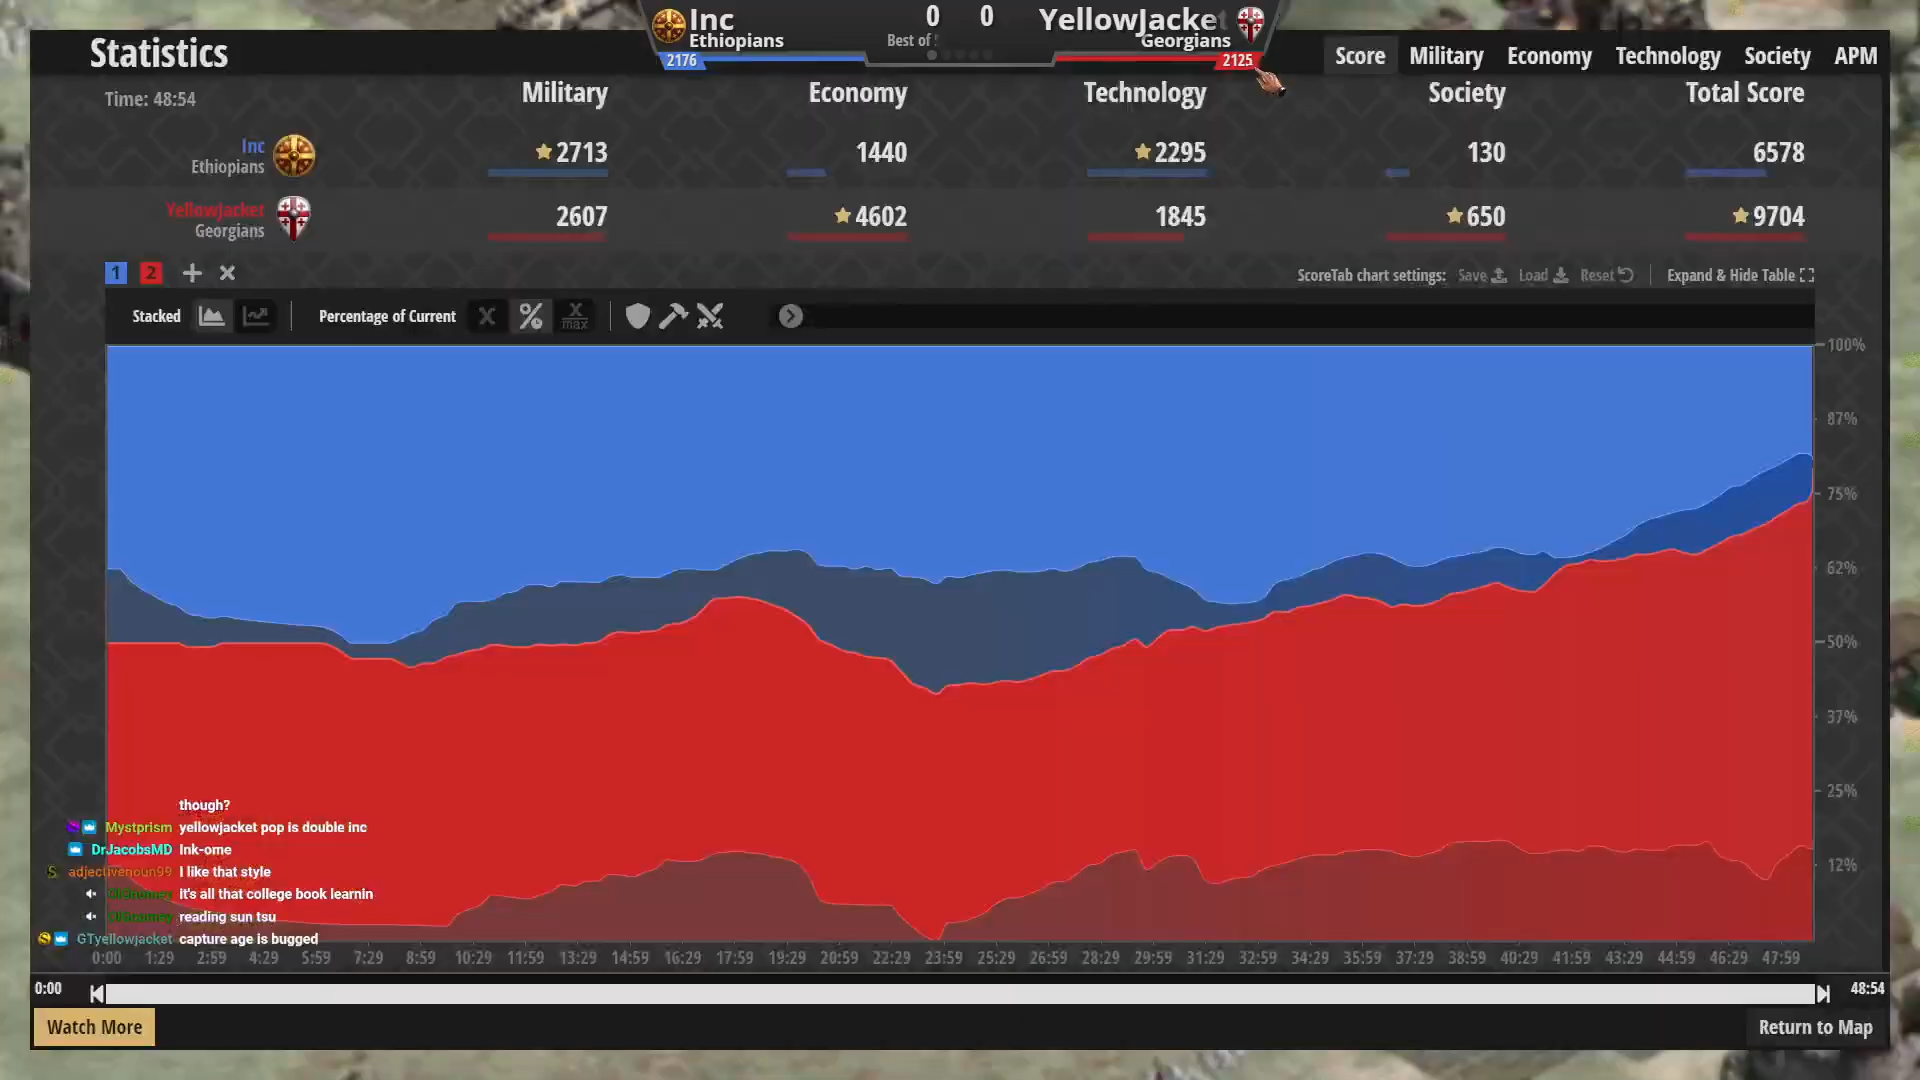 Inc
Ethiopians
2176
0 0
Best of
YellowJacket
Georgians
2125
Statistics
Score Military Economy Technology Society APM
Time: 48:54
Military Economy Technology Society Total Score
Inc
Ethiopians
2713 1440 2295 130 6578
YellowJacket
Georgians
2607 4602 1845 650 9704
1 2
ScoreTab chart settings: Save Load Reset Expand & Hide Table
Stacked
Percentage of Current
X % X max
100%
87%
75%
62%
50%
37%
25%
12%
though?
Mystprism yellowjacket pop is double inc
DrJacobsMD Ink-ome
adjectivenoun99 I like that style
it's all that college book learnin
reading sun tsu
GTyellowjacket capture age is bugged
0:00 1:29 2:59 4:29 5:59 7:29 8:59 10:29 11:59 13:29 14:59 16:29 17:59 19:29 20:59 22:29 23:59 25:29 26:59 28:29 29:59 31:29 32:59 34:29 35:59 37:29 38:59 40:29 41:59 43:29 44:59 46:29 47:59
0:00
48:54
Watch More
Return to Map